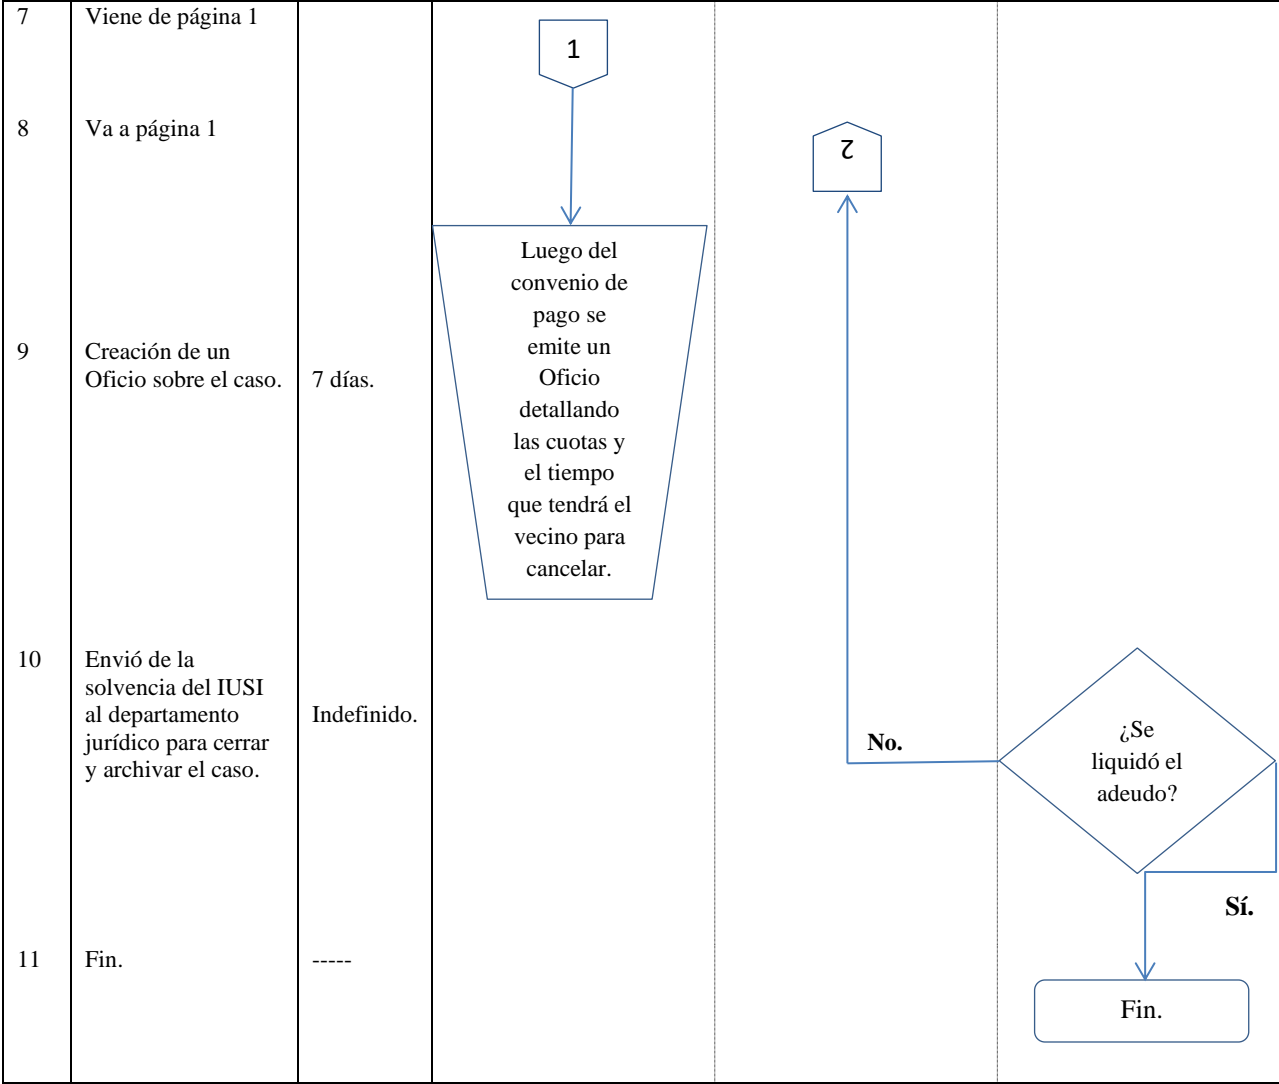 7
Viene de página 1
1
8
Va a página 1
2
Luego del
convenio de
pago se
emite un
Oficio
detallando
las cuotas y
el tiempo
que tendrá el
vecino para
cancelar.
9
Creación de un
Oficio sobre el caso.
7 días.
10
Envió de la
solvencia del IUSI
al departamento
jurídico para cerrar
y archivar el caso.
Indefinido.
No.
¿Se
liquidó el
adeudo?
Sí.
11
Fin.
-----
Fin.